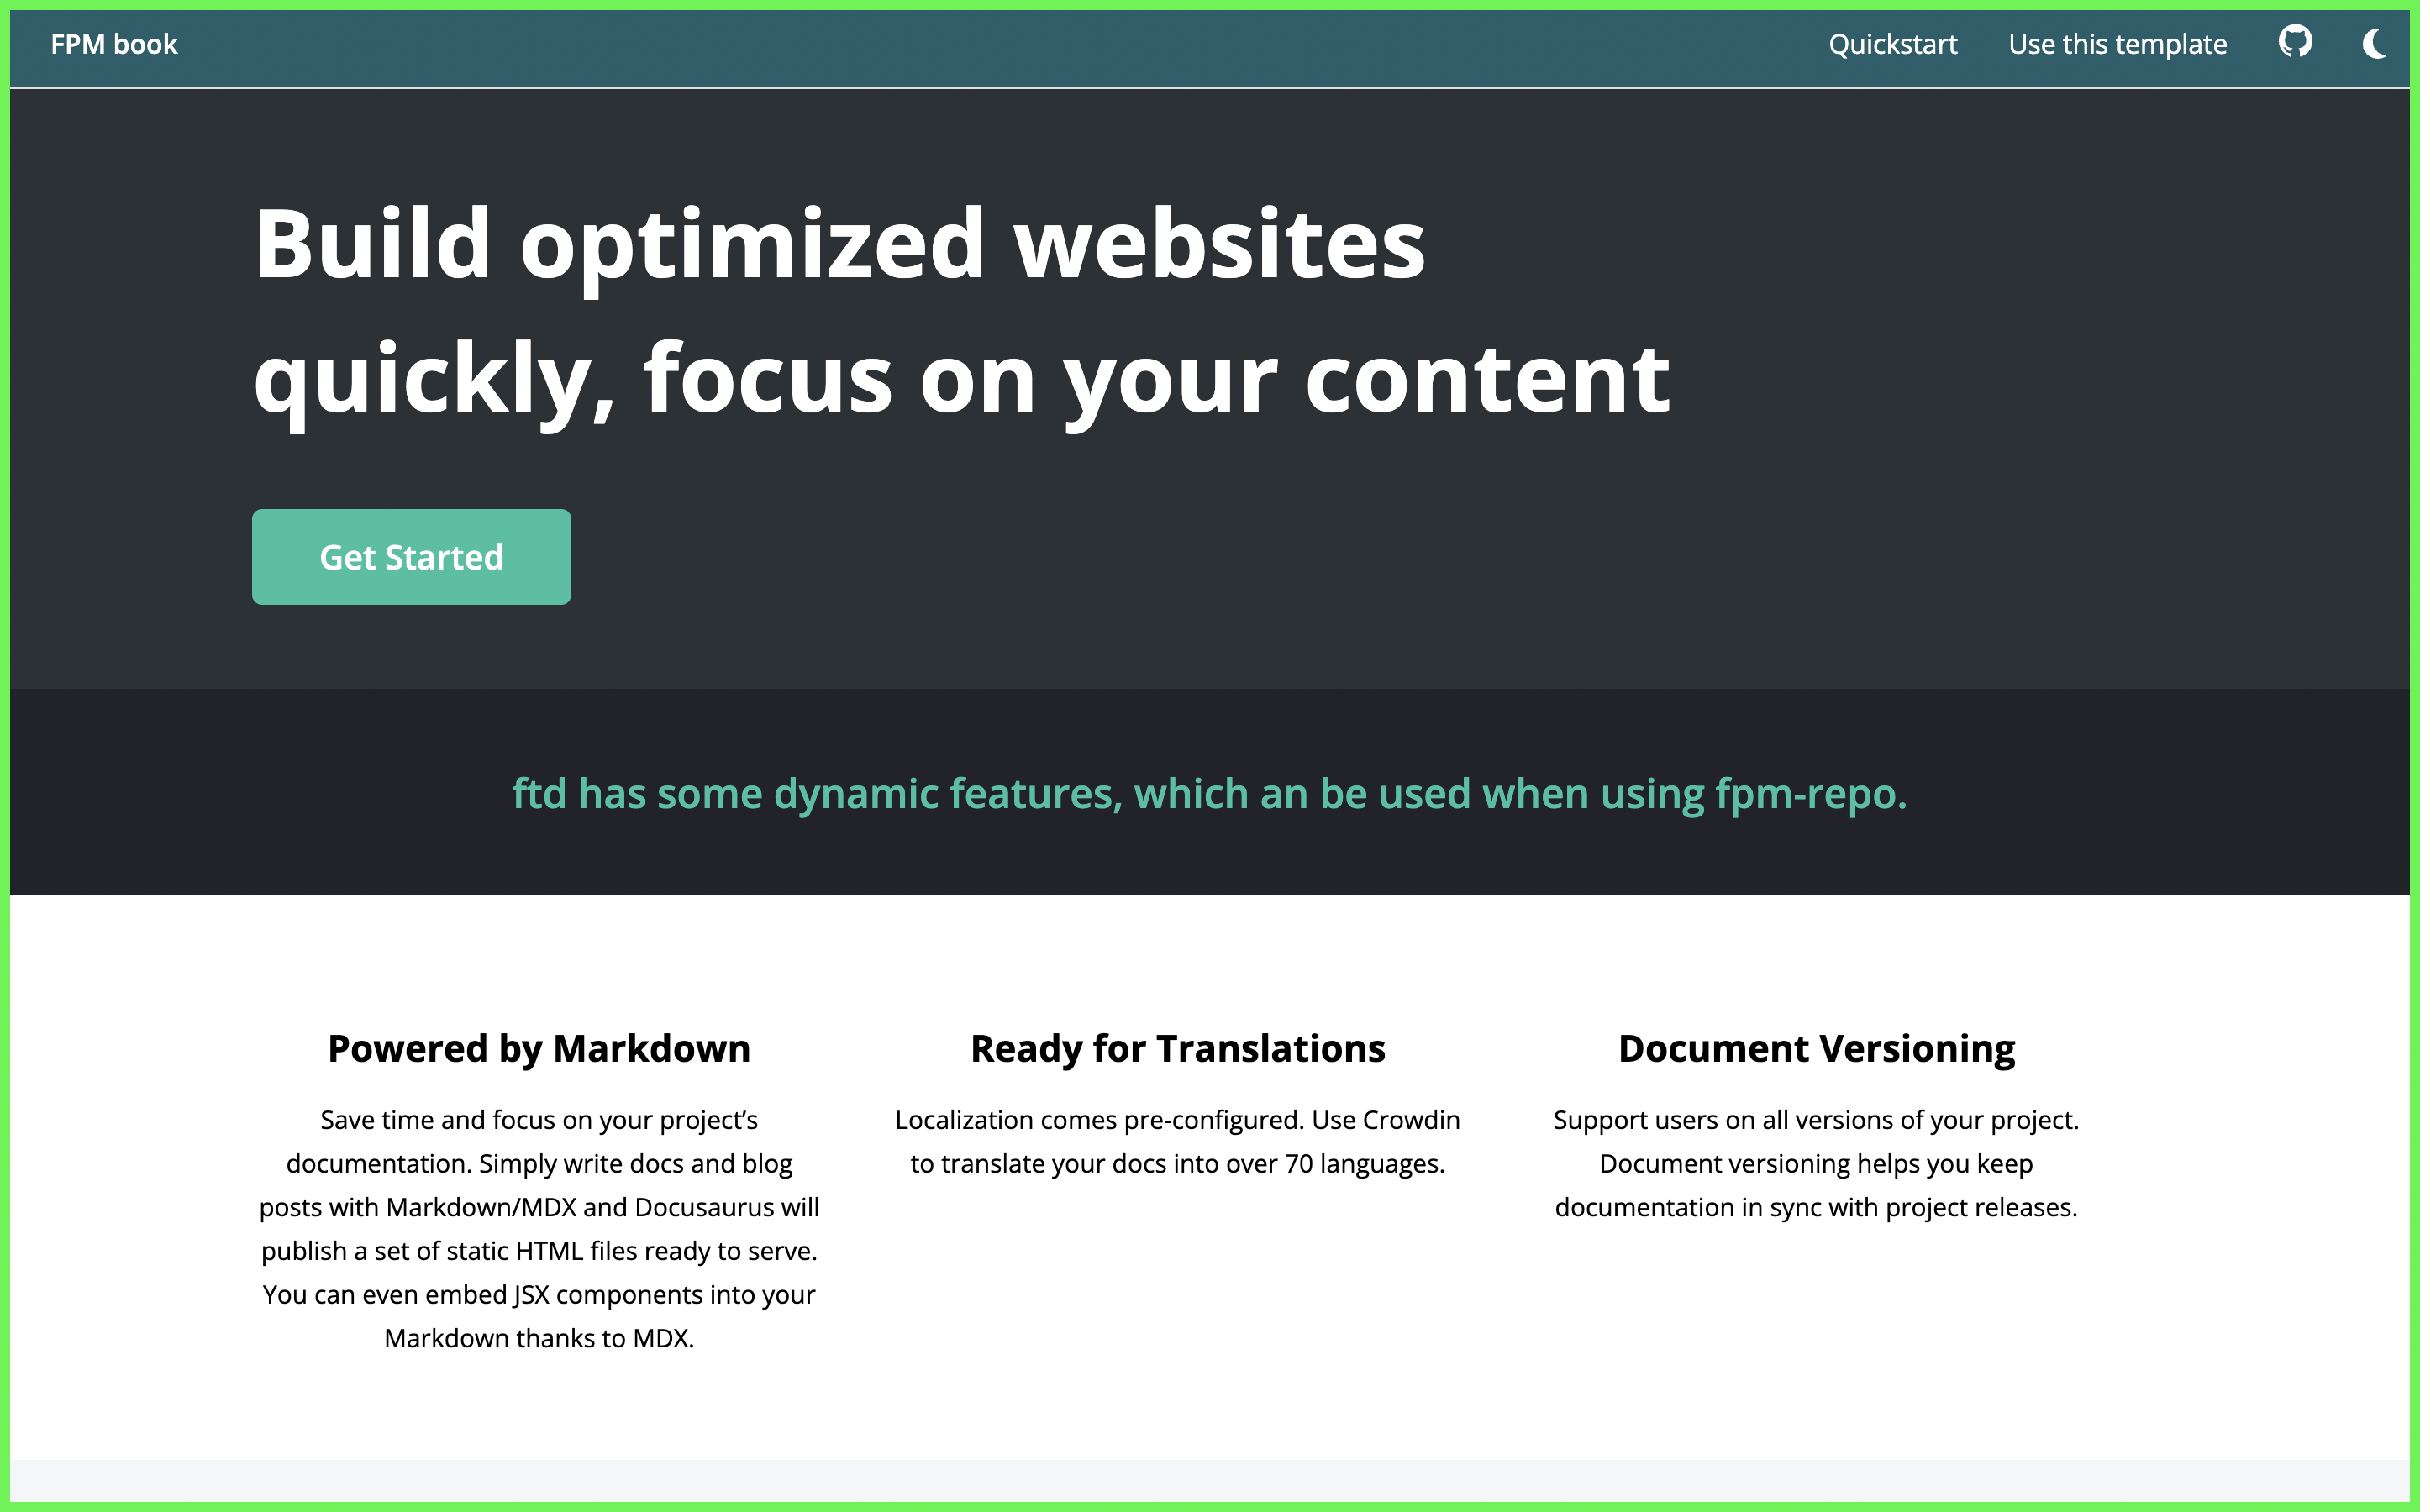 FPM book
Quickstart
Use this template
Build optimized websites
quickly, focus on your content
Get Started
ftd has some dynamic features, which an be used when using fpm-repo.
Powered by Markdown
Save time and focus on your project’s
documentation. Simply write docs and blog
posts with Markdown/MDX and Docusaurus will
publish a set of static HTML files ready to serve.
You can even embed JSX components into your
Markdown thanks to MDX.
Ready for Translations
Localization comes pre-configured. Use Crowdin
to translate your docs into over 70 languages.
Document Versioning
Support users on all versions of your project.
Document versioning helps you keep
documentation in sync with project releases.